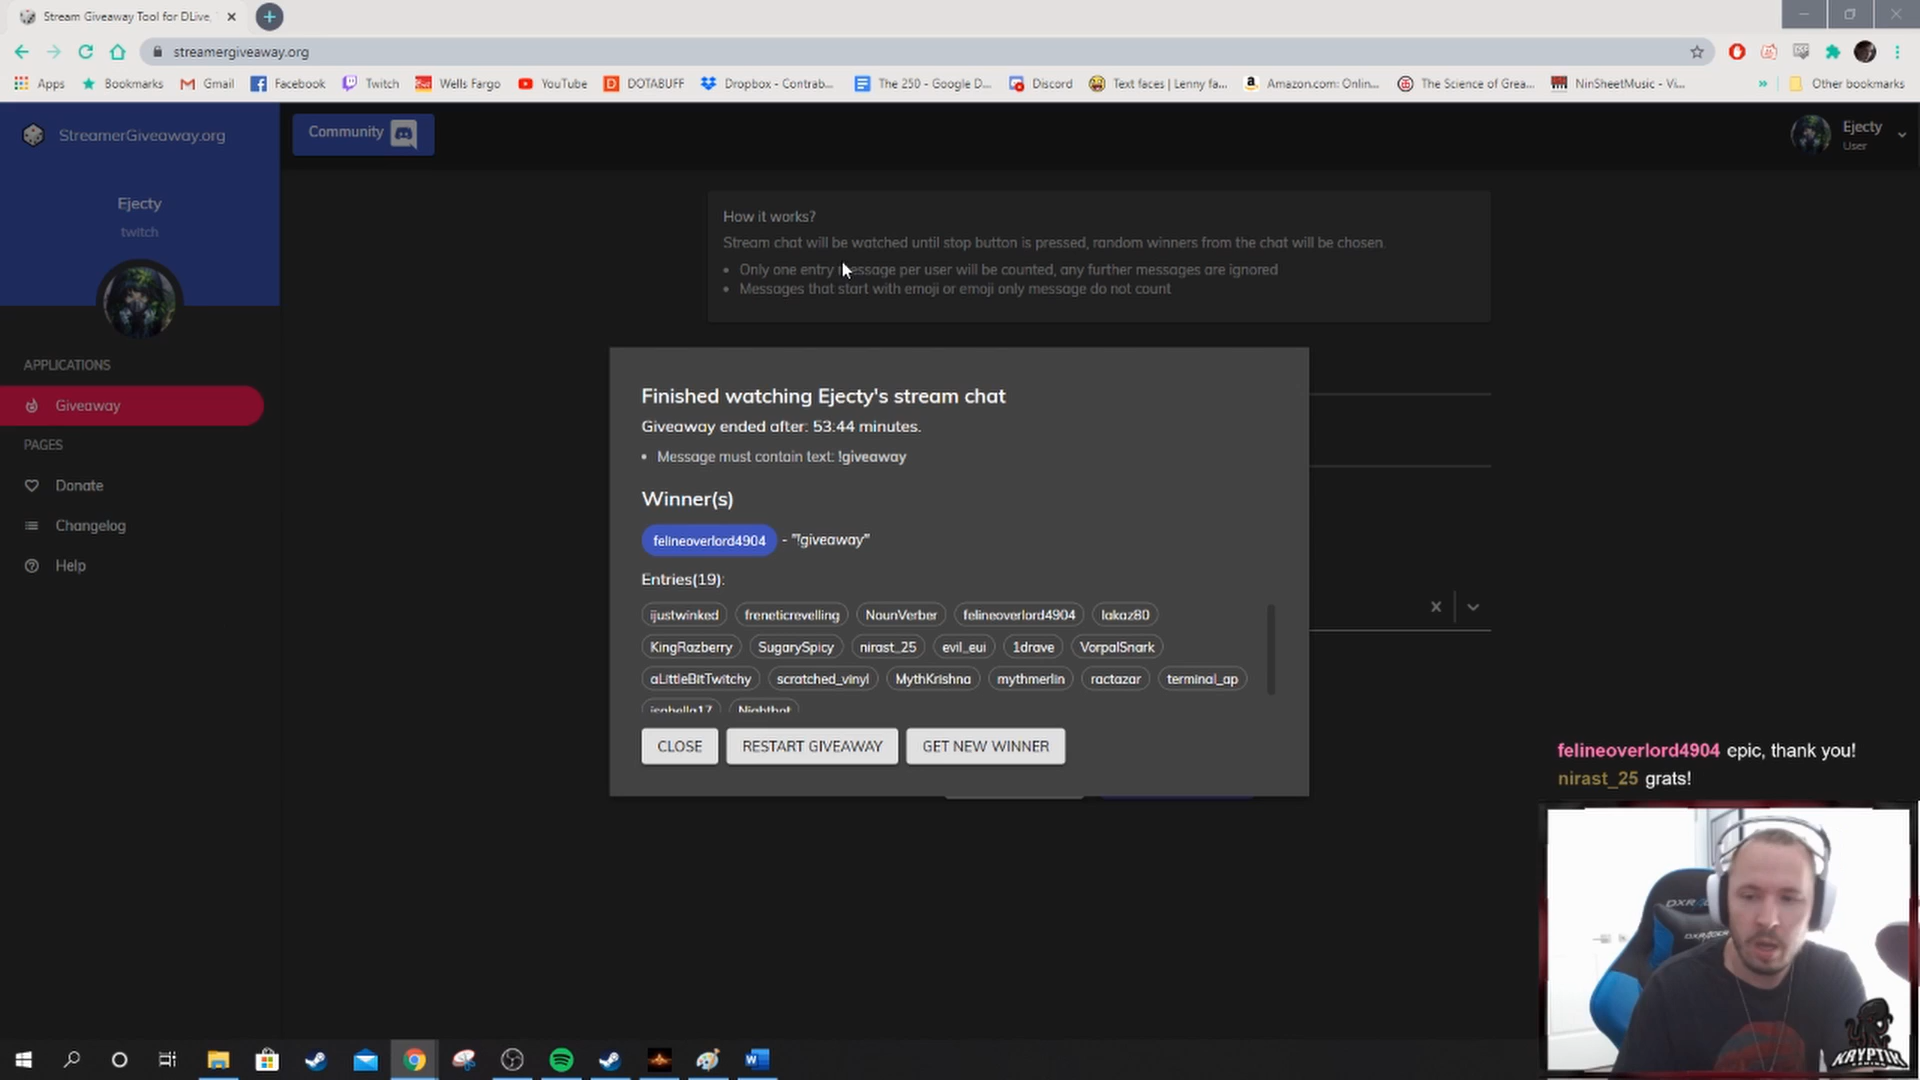 Stream Giveaway Tool for DLive,
streamergiveaway.org
Apps Bookmarks Gmail Facebook Twitch Wells Fargo YouTube DOTABUFF Dropbox - Contrab... The 250 - Google D... Discord Text faces | Lenny fa... Amazon.com: Onlin... The Science of Grea... NinSheetMusic - Vi... Other bookmarks
StreamerGiveaway.org
Community
Ejecty
User
Ejecty
twitch
How it works?
Stream chat will be watched until stop button is pressed, random winners from the chat will be chosen.
Only one entry message per user will be counted, any further messages are ignored
Messages that start with emoji or emoji only message do not count
APPLICATIONS
Giveaway
PAGES
Donate
Changelog
Help
Finished watching Ejecty's stream chat
Giveaway ended after: 53:44 minutes.
Message must contain text: !giveaway
Winner(s)
felineoverlord4904 - "!giveaway"
Entries(19):
ijustwinked freneticrevelling NounVerber felineoverlord4904 lakaz80
KingRazberry SugarySpicy nirast_25 evil_eui 1drave VorpalSnark
aLittleBitTwitchy scratched_vinyl MythKrishna mythmerlin ractazar terminal_ap
isabella17 Nightbot
CLOSE RESTART GIVEAWAY GET NEW WINNER
felineoverlord4904 epic, thank you!
nirast_25 grats!
DXRACER
DXRACER
KRYPTIK